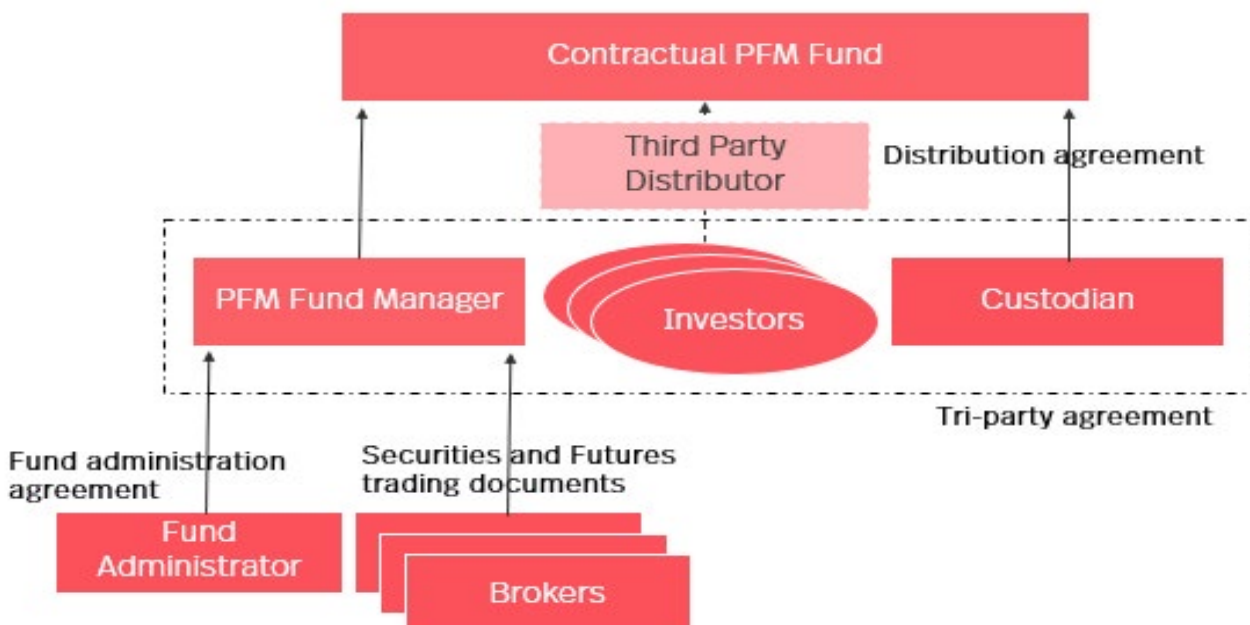 Contractual PFM Fund
Third Party
Distributor
Distribution agreement
PFM Fund Manager
Investors
Custodian
Tri-party agreement
Fund administration
agreement
Securities and Futures
trading documents
Fund
Administrator
Brokers